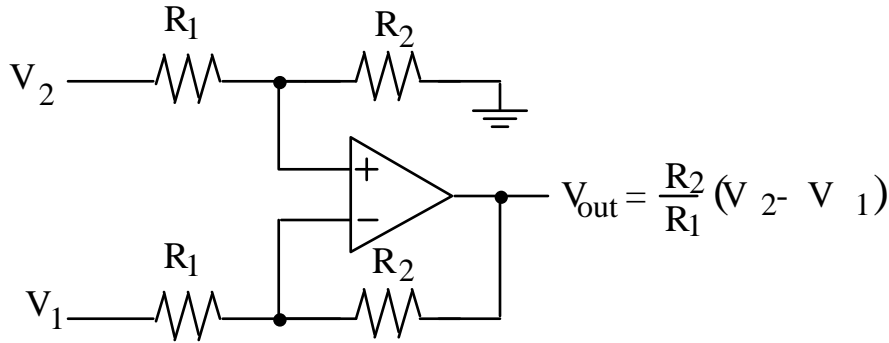 R1
R2
V2
+
Vout = R2/R1 (V2- V1)
−
R1
R2
V1